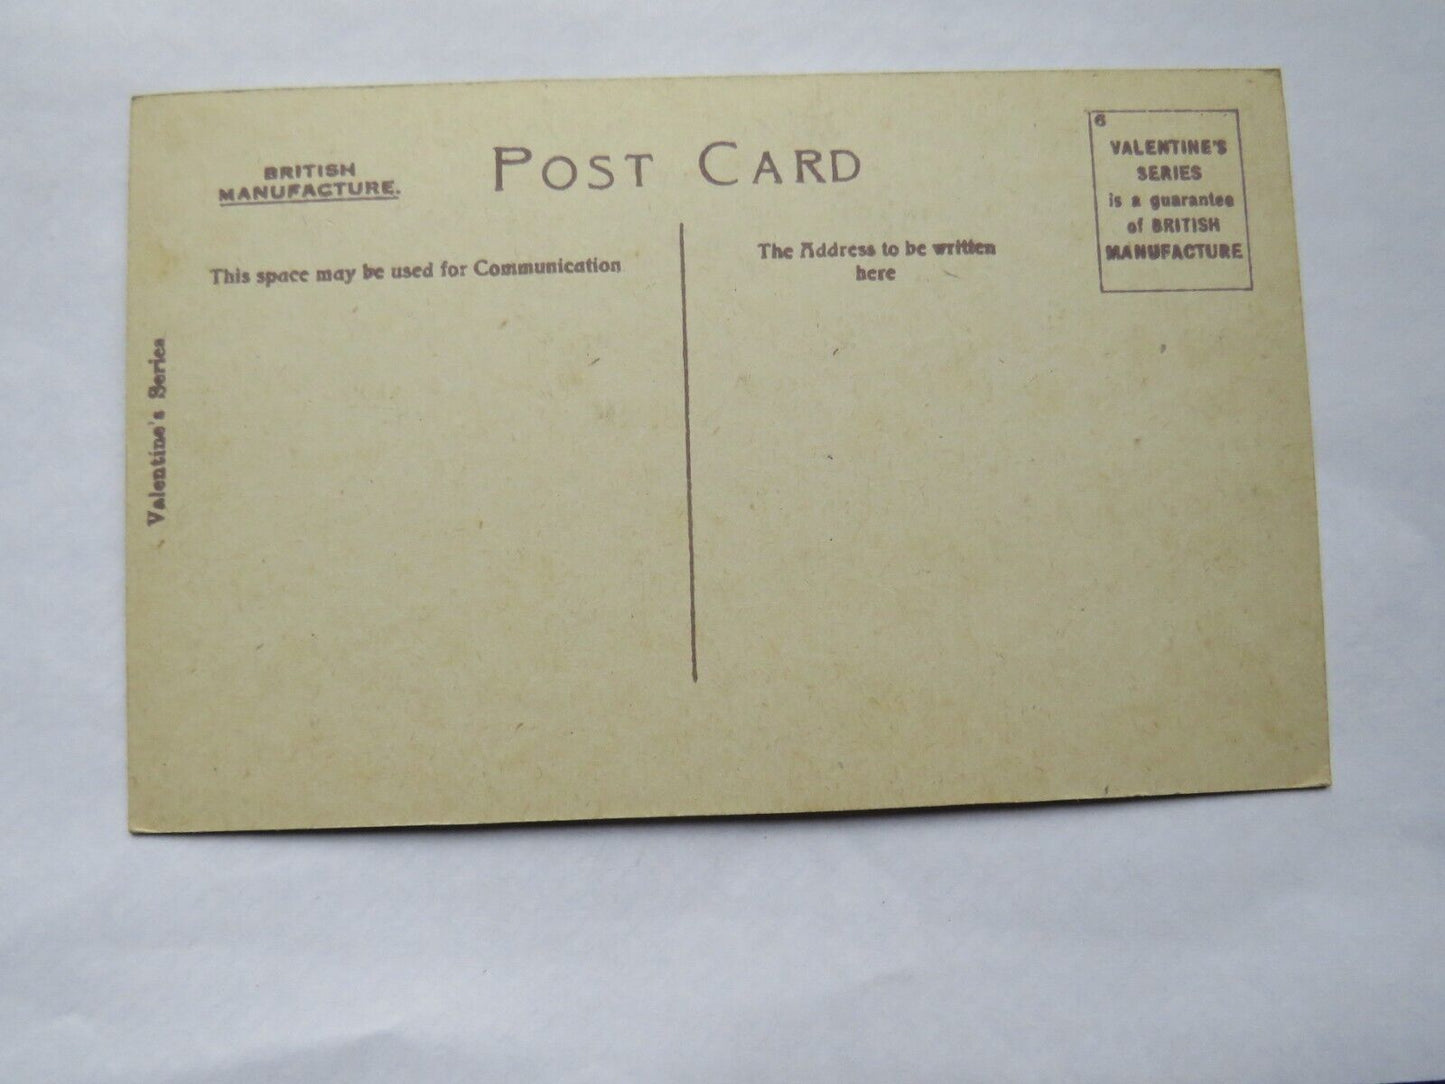 BRITISH
MANUFACTURE.
POST CARD
6
VALENTINE'S
SERIES
is a guarantee
of BRITISH
MANUFACTURE
This space may be used for Communication
The Address to be written
here
Valentine's Series